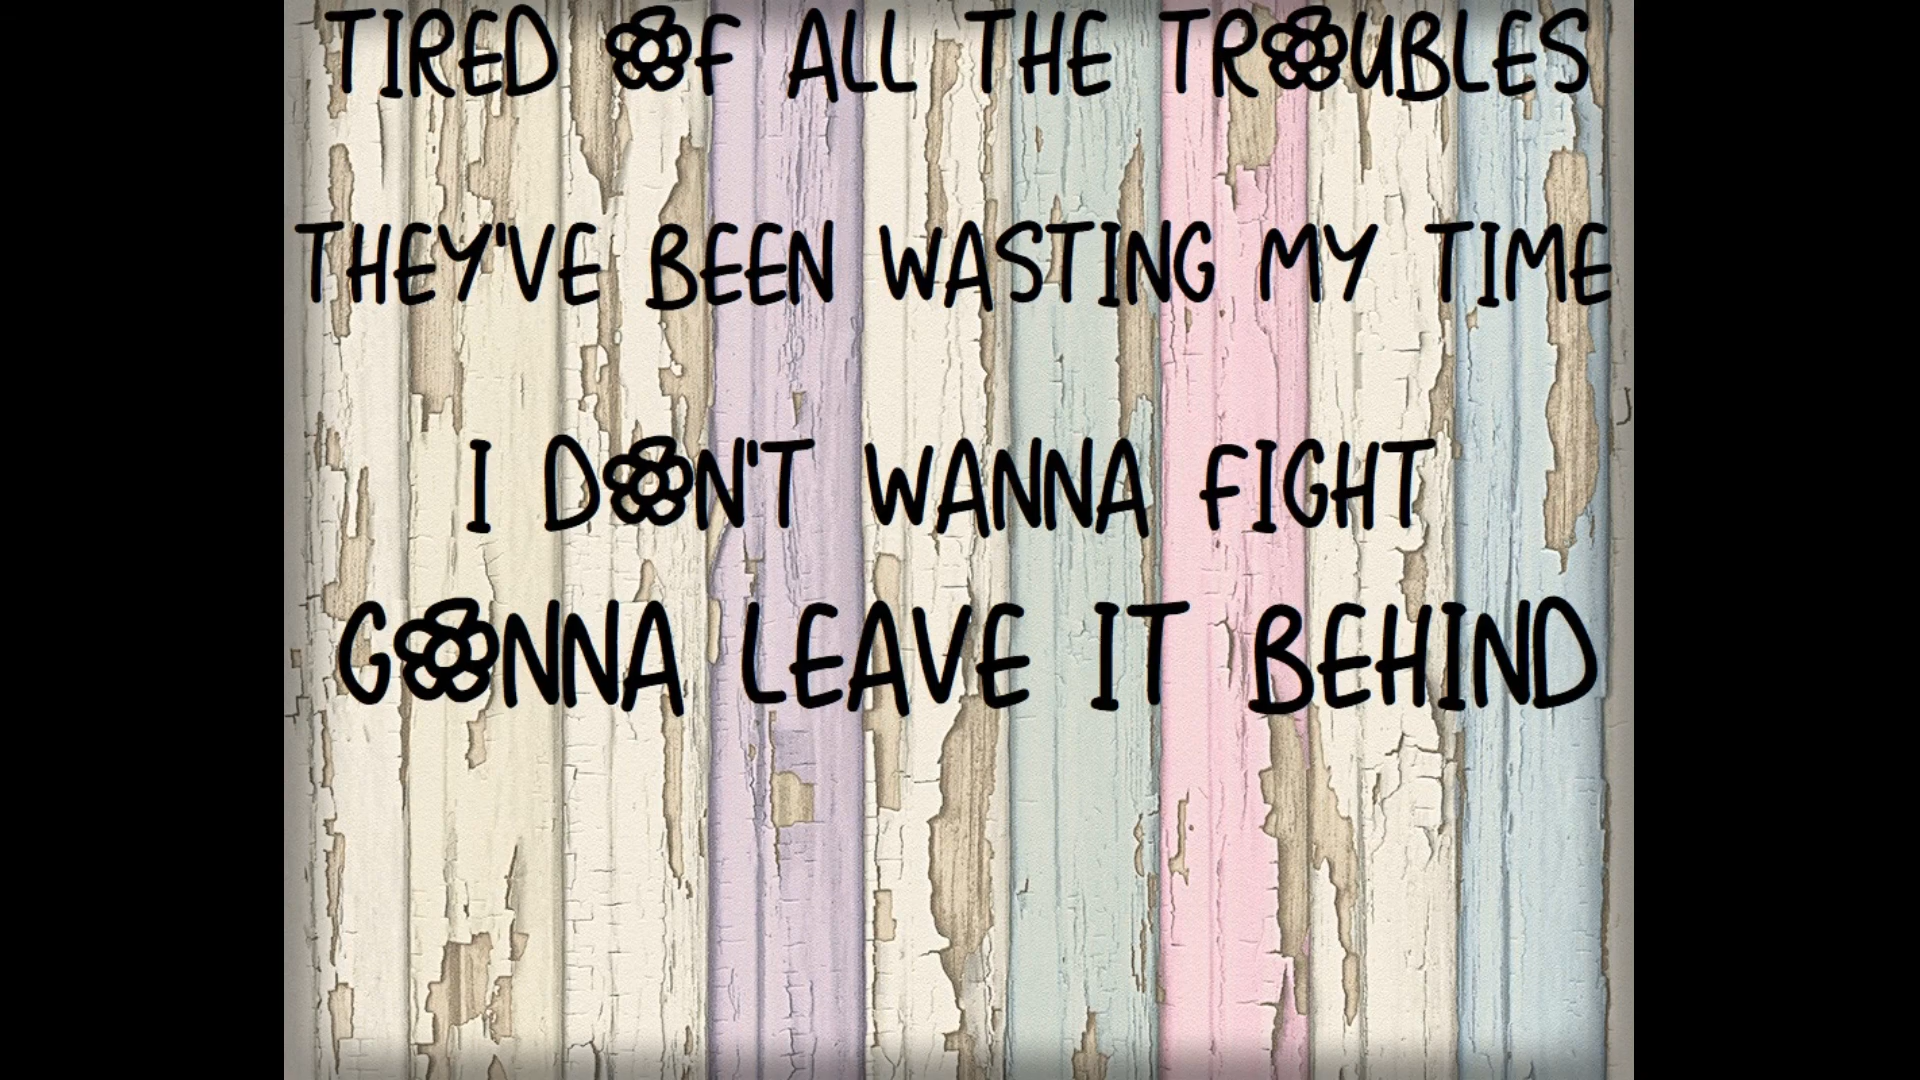 TIRED OF ALL THE TROUBLES
THEY'VE BEEN WASTING MY TIME
I DON'T WANNA FIGHT
GONNA LEAVE IT BEHIND